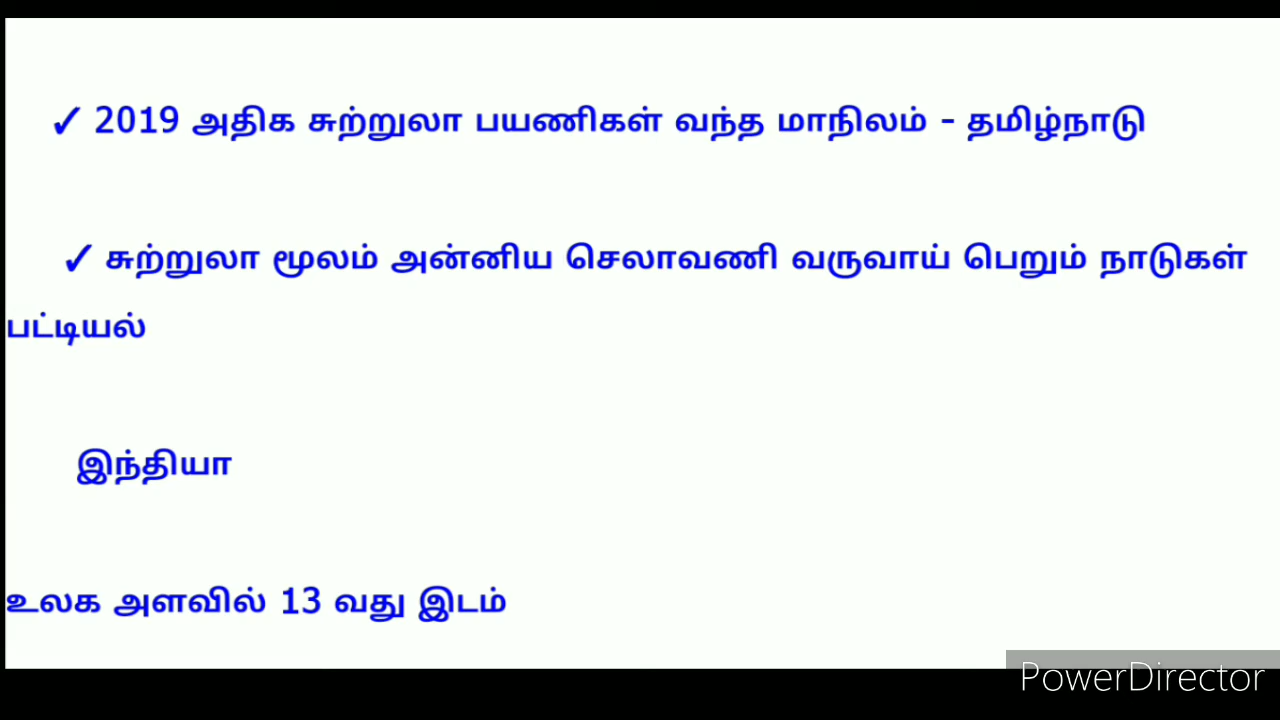 ✓ 2019 அதிக சுற்றுலா பயணிகள் வந்த மாநிலம் - தமிழ்நாடு
✓ சுற்றுலா மூலம் அன்னிய செலாவணி வருவாய் பெறும் நாடுகள்
பட்டியல்
இந்தியா
உலக அளவில் 13 வது இடம்
PowerDirector